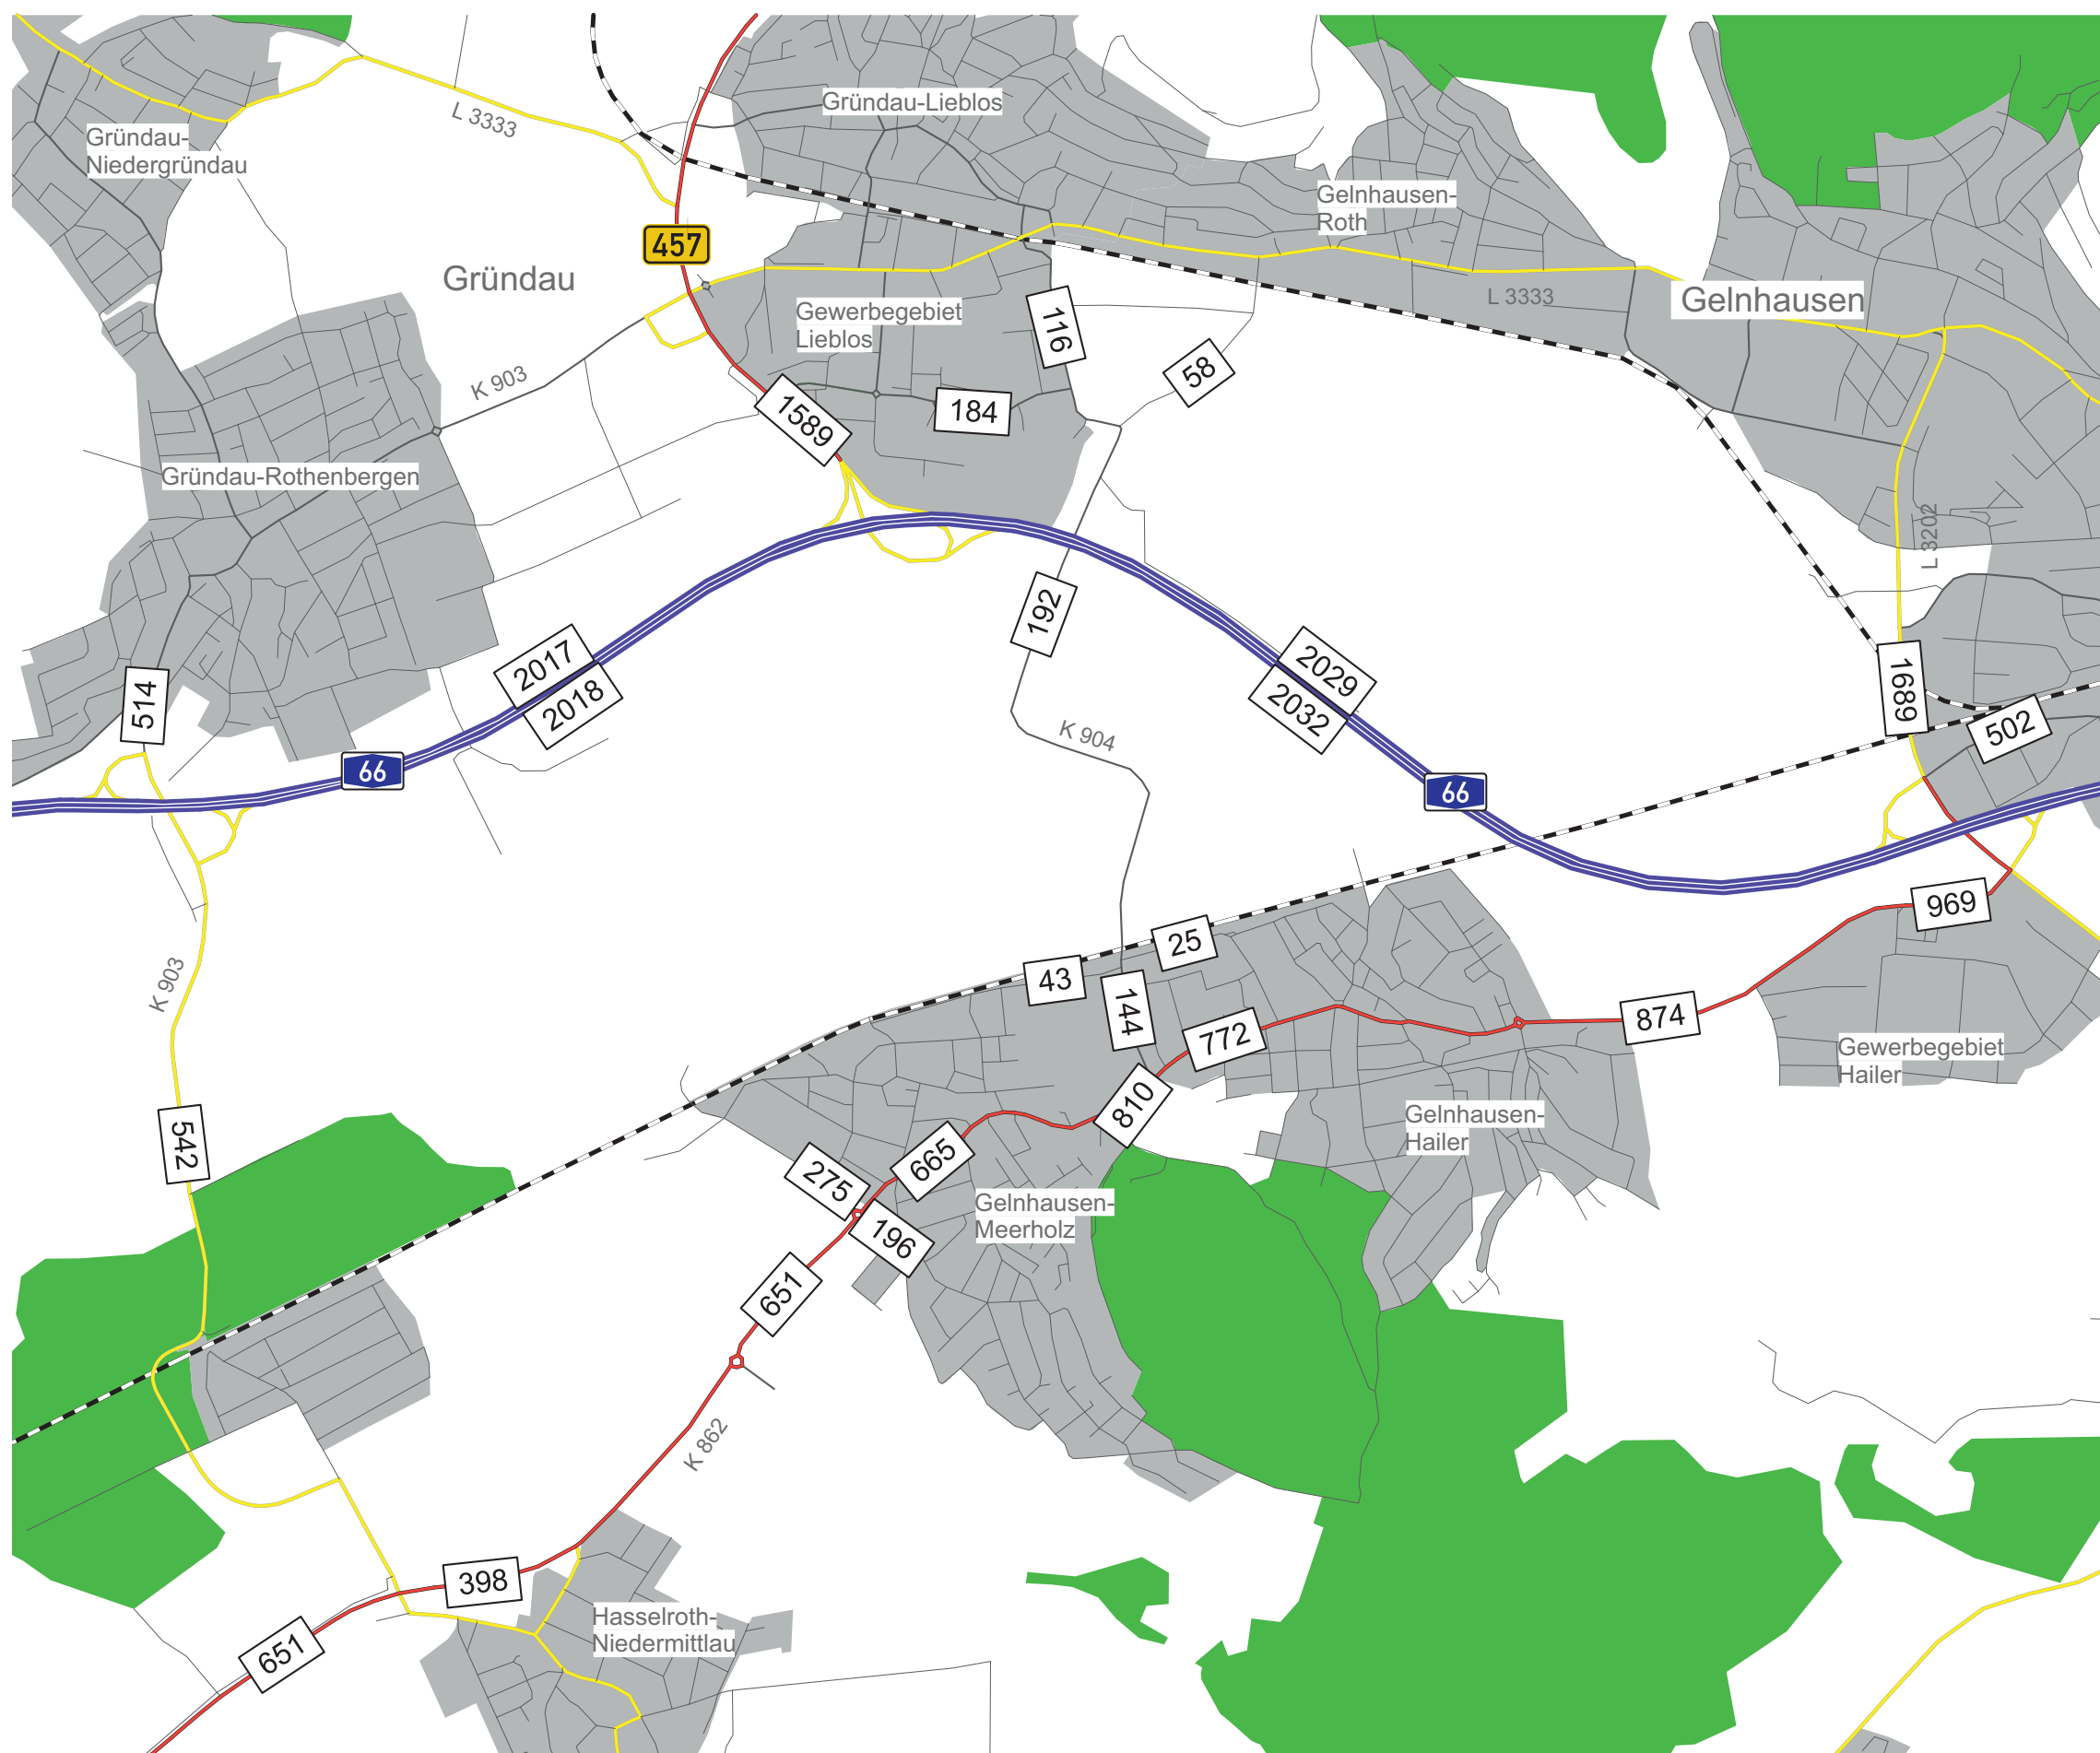 Gründau-Lieblos
L 3333
Gründau-
Niedergründau
Gelnhausen-
Roth
457
Gründau
L 3333
Gelnhausen
Gewerbegebiet
Lieblos
116
58
K 903
184
1589
Gründau-Rothenbergen
L 3202
192
2017
2018
2029
2032
514
1689
502
K 904
66
66
969
25
43
K 903
144
772
874
Gewerbegebiet
Hailer
810
Gelnhausen-
Hailer
542
665
275
196
Gelnhausen-
Meerholz
651
K 862
398
Hasselroth-
Niedermittlau
651